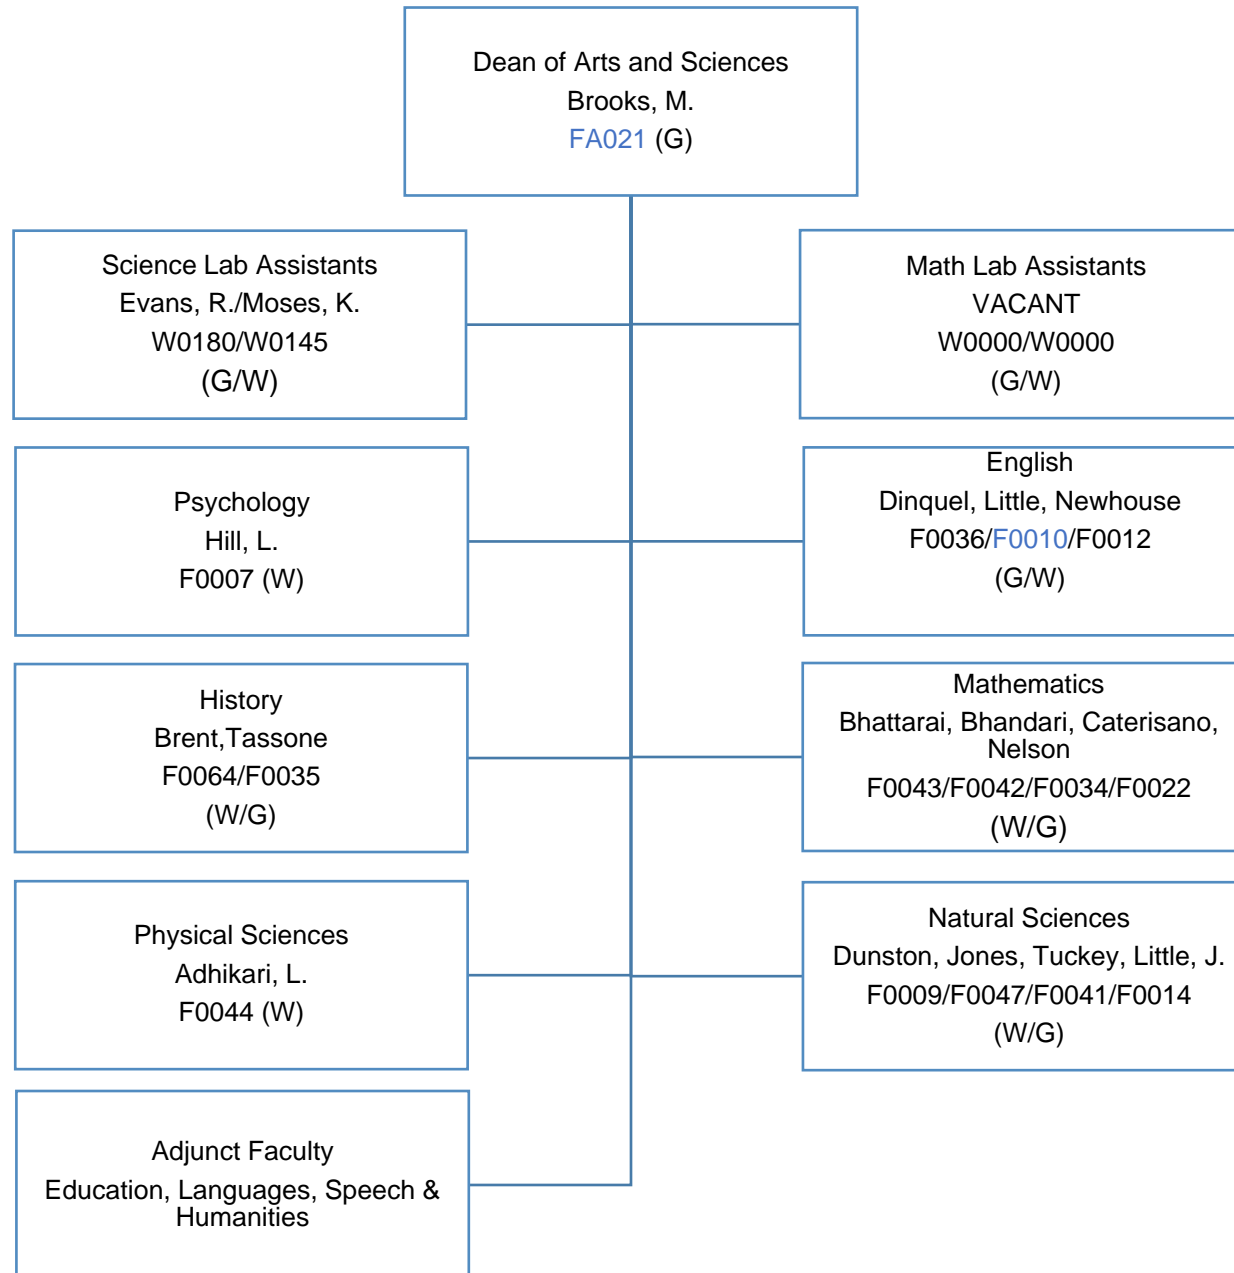 Dean of Arts and Sciences
Brooks, M.
FA021 (G)
Science Lab Assistants
Evans, R./Moses, K.
W0180/W0145
(G/W)
Math Lab Assistants
VACANT
W0000/W0000
(G/W)
Psychology
Hill, L.
F0007 (W)
English
Dinquel, Little, Newhouse
F0036/F0010/F0012
(G/W)
History
Brent,Tassone
F0064/F0035
(W/G)
Mathematics
Bhattarai, Bhandari, Caterisano,
Nelson
F0043/F0042/F0034/F0022
(W/G)
Physical Sciences
Adhikari, L.
F0044 (W)
Natural Sciences
Dunston, Jones, Tuckey, Little, J.
F0009/F0047/F0041/F0014
(W/G)
Adjunct Faculty
Education, Languages, Speech &
Humanities